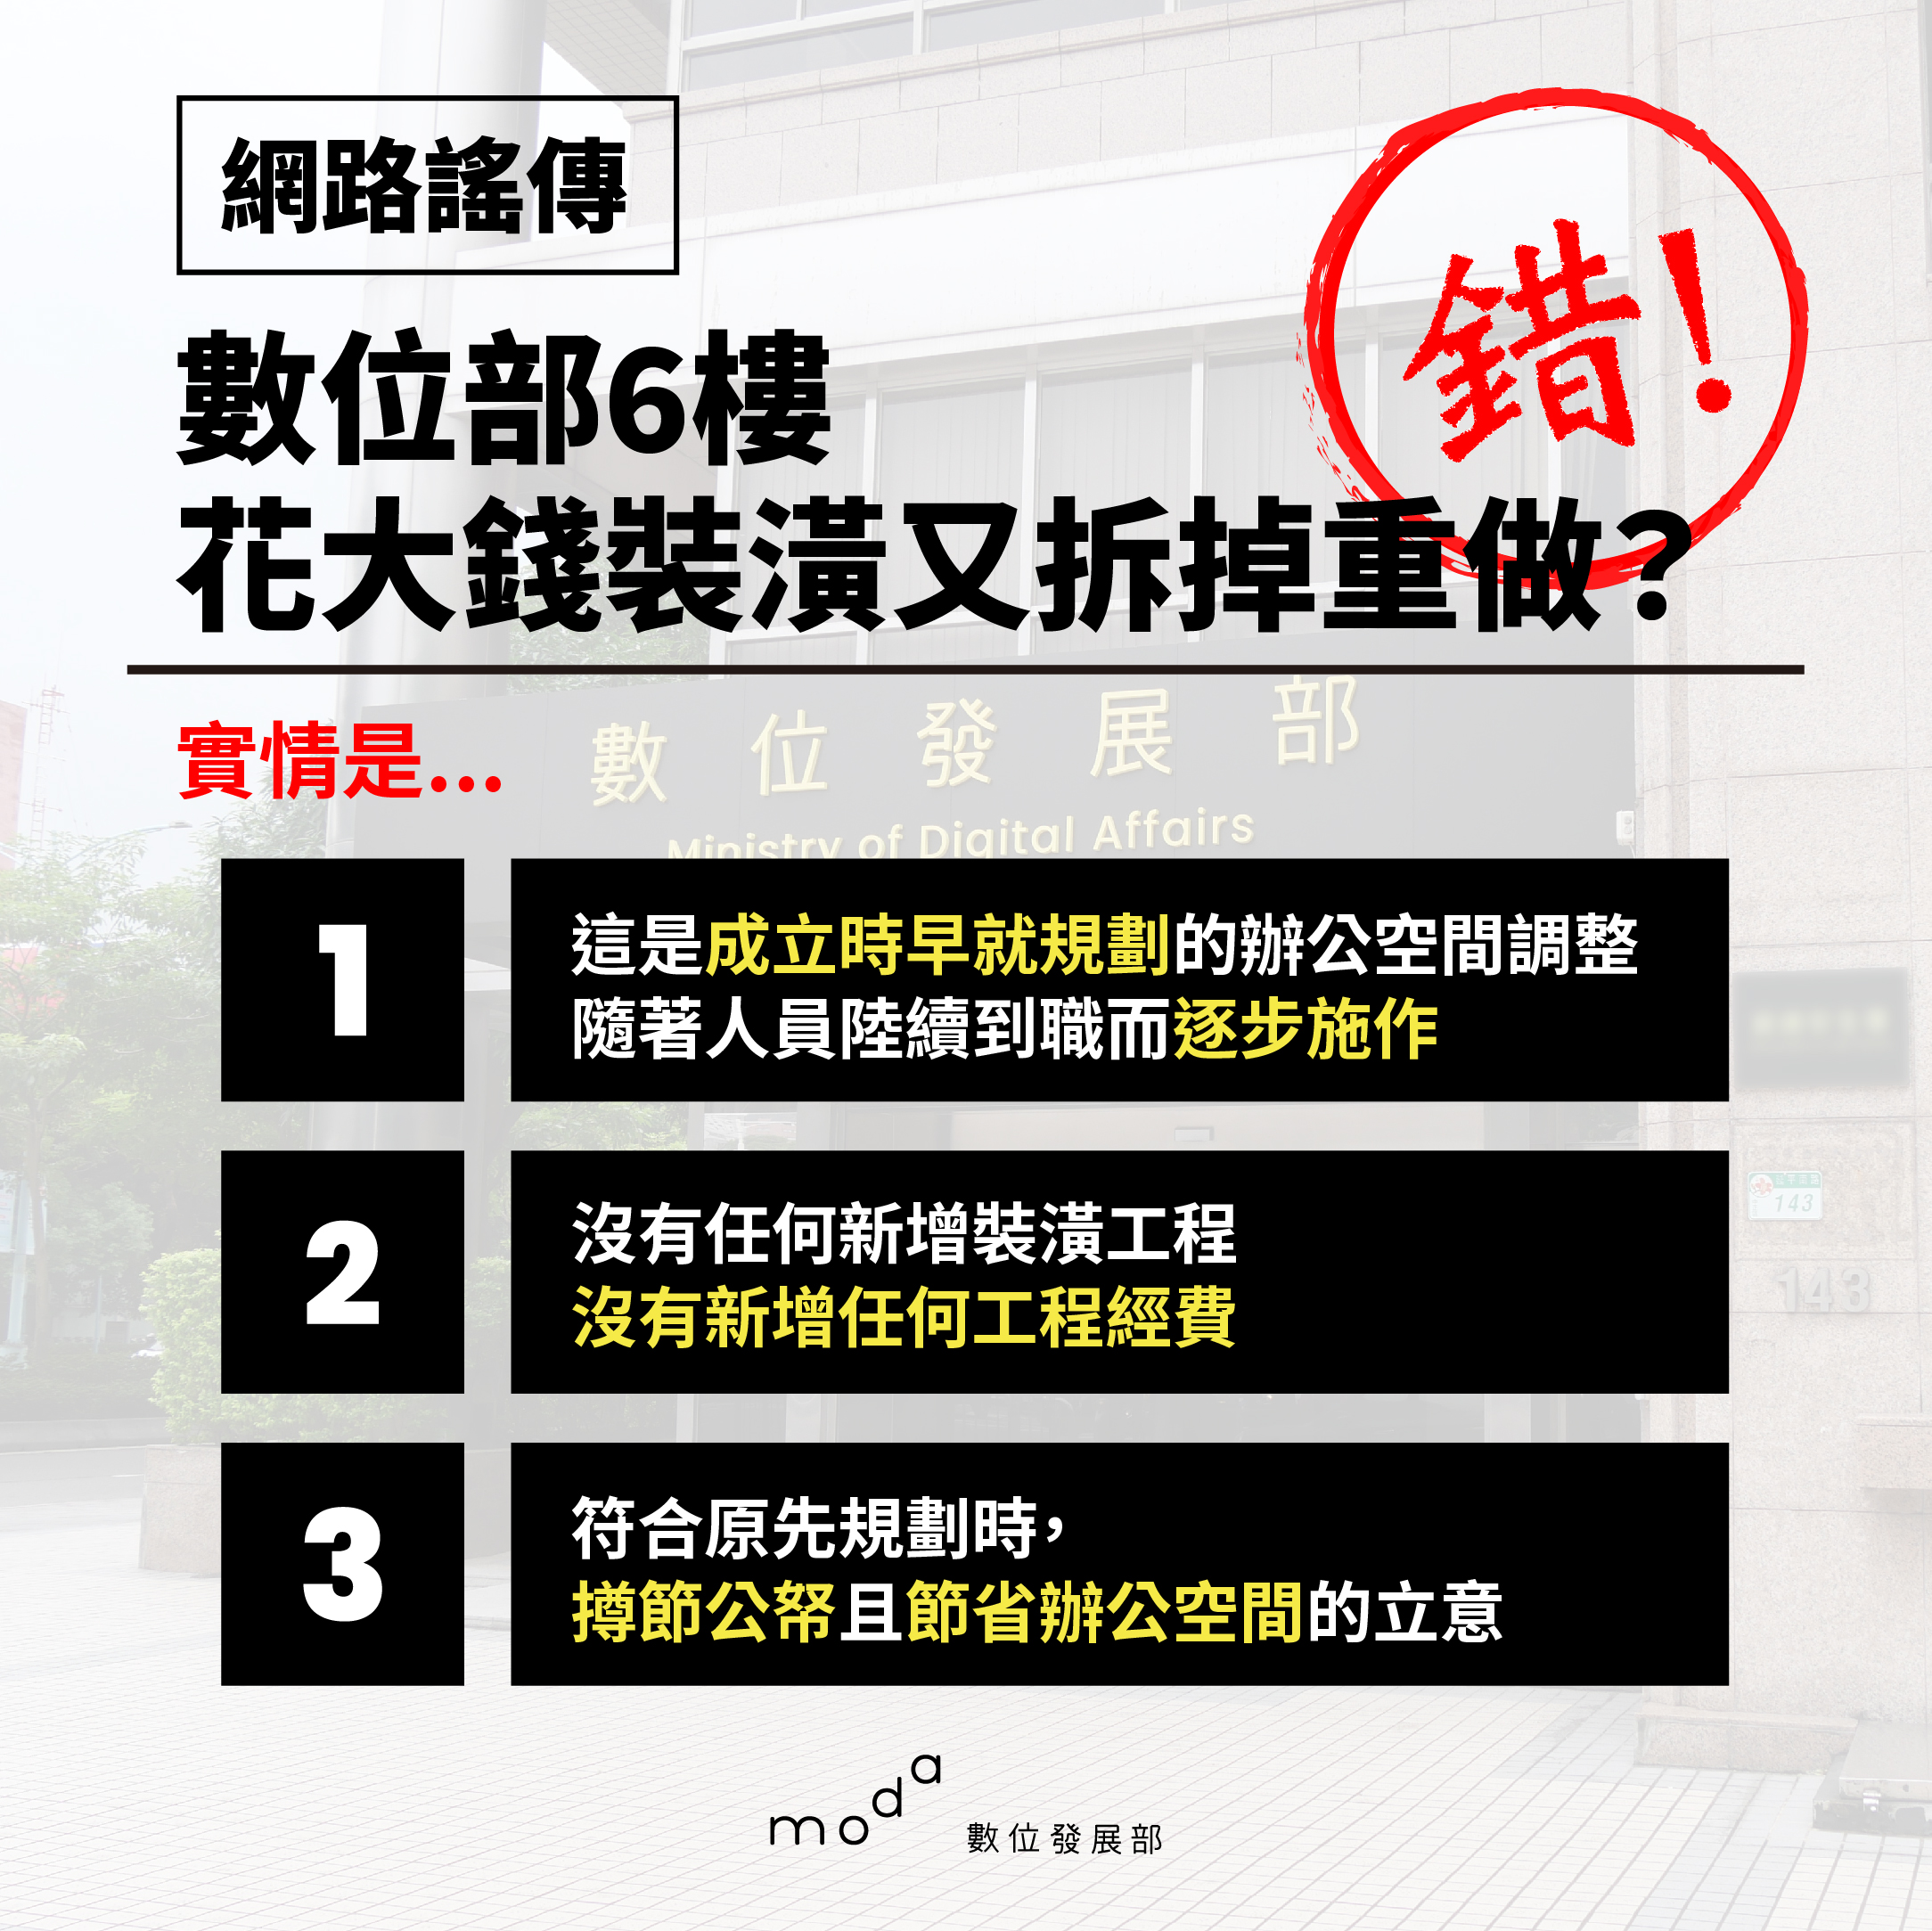 網路謠傳
錯!
數位部6樓
花大錢裝潢又拆掉重做?
實情是...
數位發展部
Ministry of Digital Affairs
1
這是成立時早就規劃的辦公空間調整
隨著人員陸續到職而逐步施作
2
沒有任何新增裝潢工程
沒有新增任何工程經費
143
143
3
符合原先規劃時,
撙節公帑且節省辦公空間的立意
moda
數位發展部